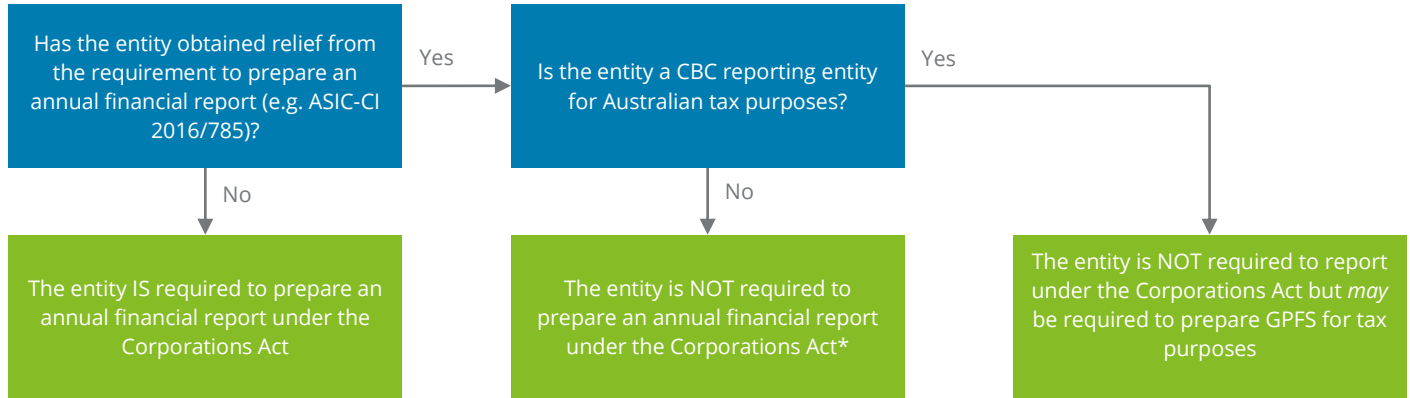 Has the entity obtained relief from
the requirement to prepare an
annual financial report (e.g. ASIC-CI
2016/785)?
Yes
Is the entity a CBC reporting entity
for Australian tax purposes?
Yes
No
No
The entity IS required to prepare an
annual financial report under the
Corporations Act
The entity is NOT required to
prepare an annual financial report
under the Corporations Act*
The entity is NOT required to report
under the Corporations Act but may
be required to prepare GPFS for tax
purposes